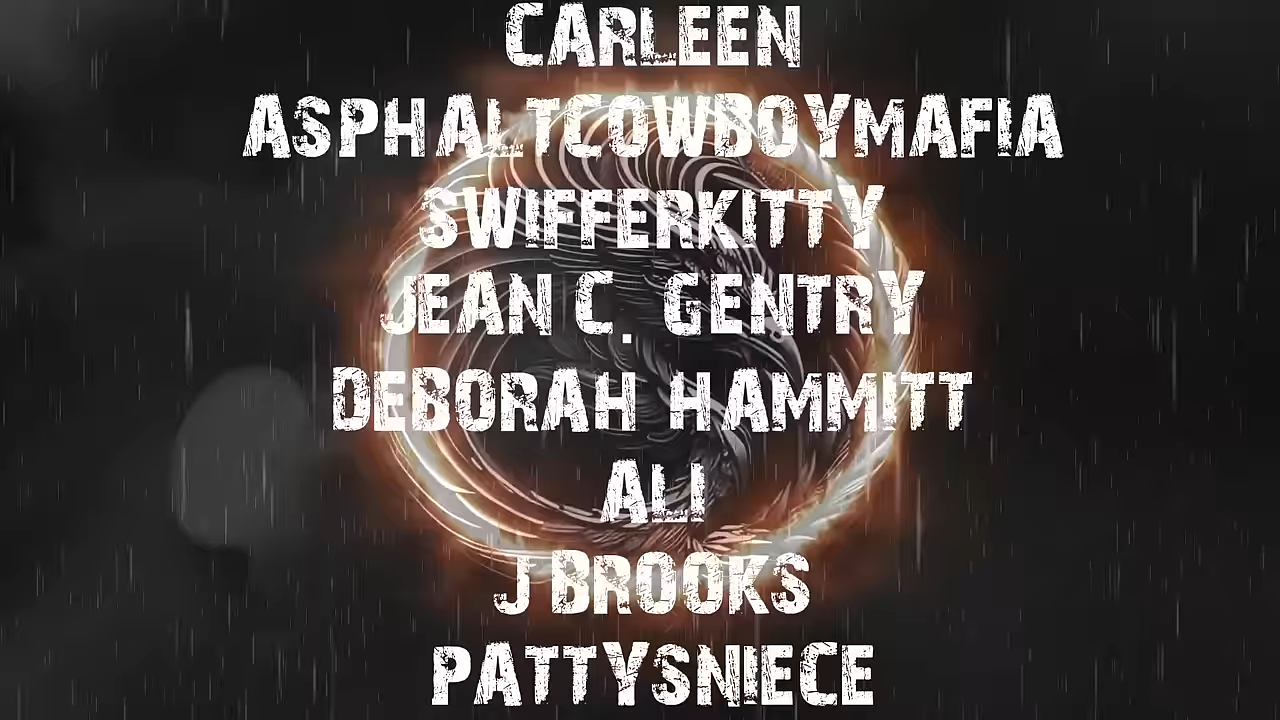 CARLEEN
ASPHALTCOWBOYMAFIA
SWIFFERKITTY
JEAN C. GENTRY
DEBORAH HAMMITT
ALI
J BROOKS
PATTYSNIECE